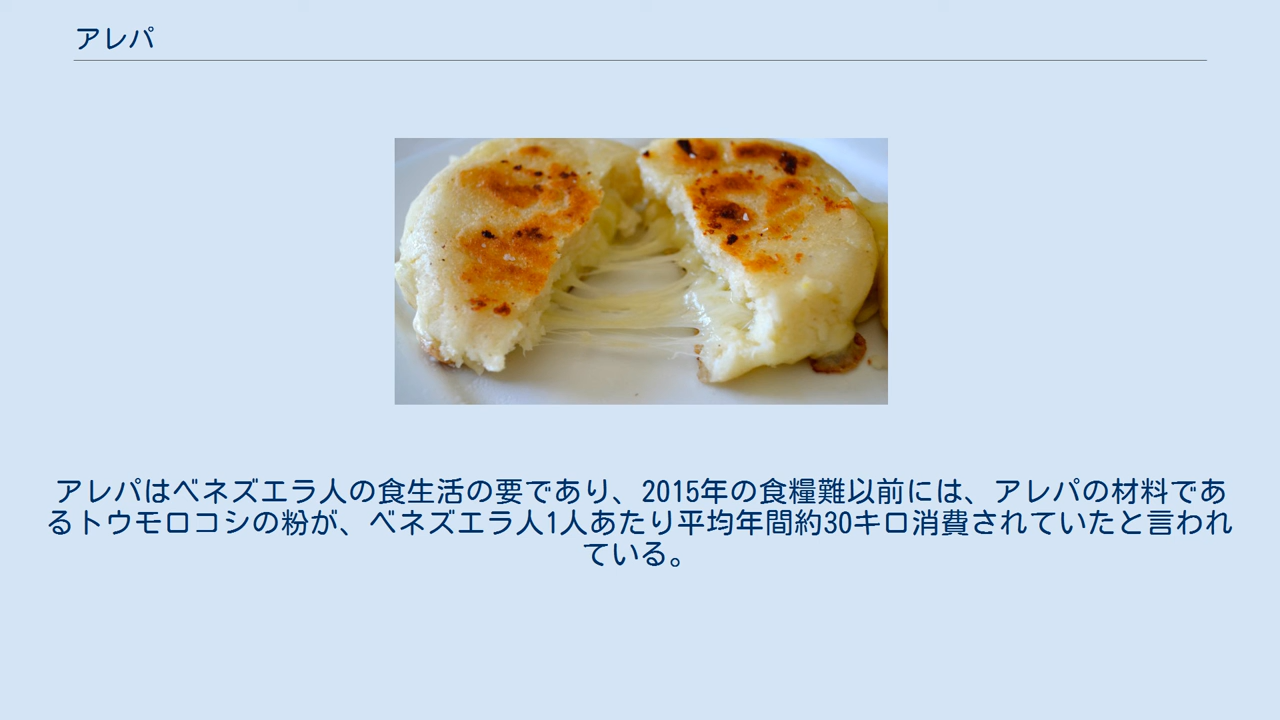 アレパ
アレパはベネズエラ人の食生活の要であり、2015年の食糧難以前には、アレパの材料であ
るトウモロコシの粉が、ベネズエラ人1人あたり平均年間約30キロ消費されていたと言われ
ている。